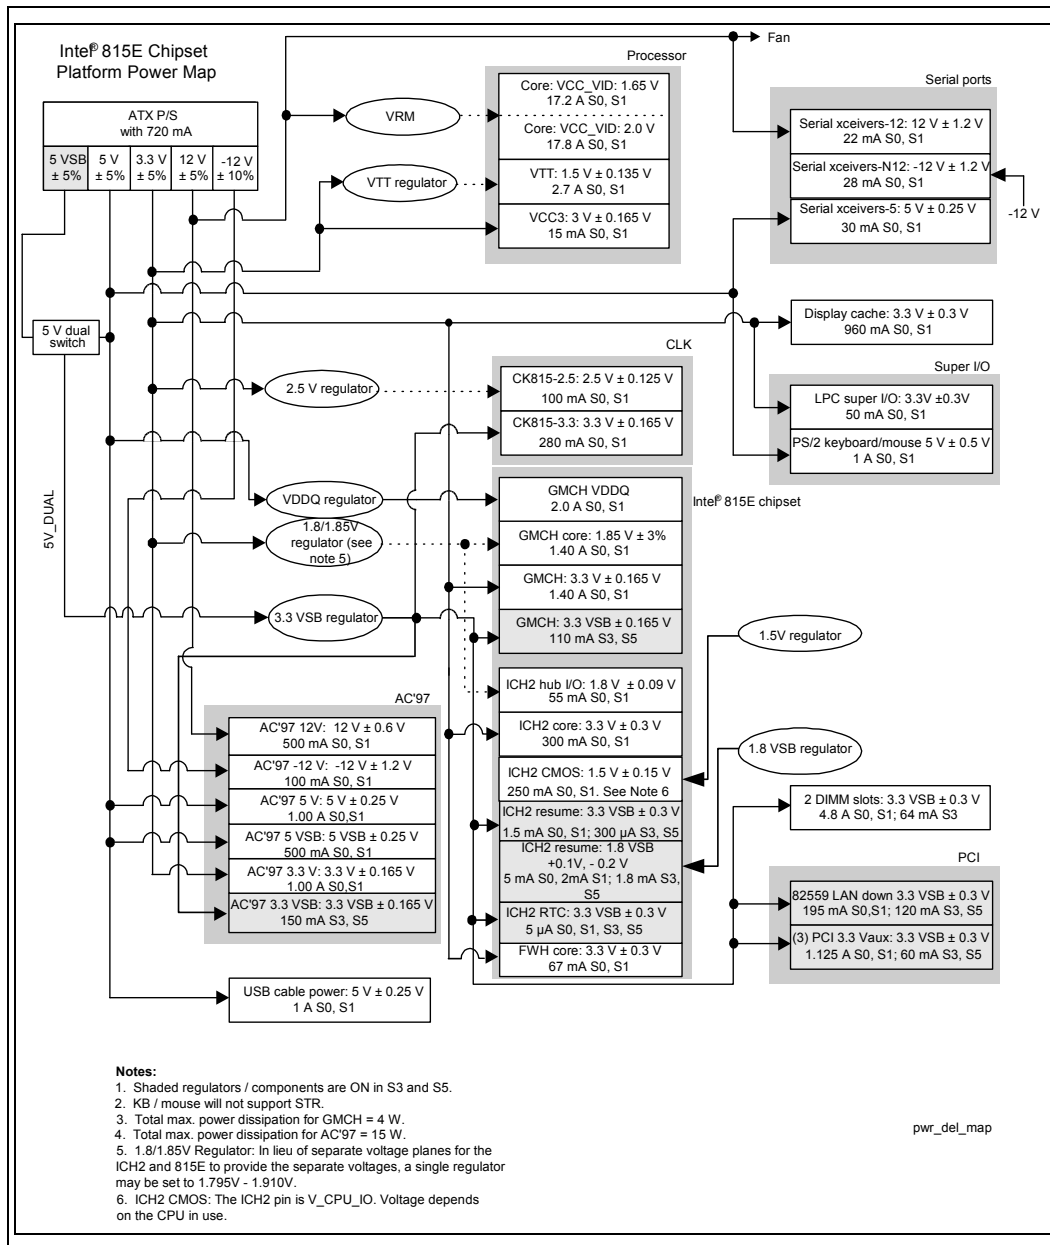 Intel® 815E Chipset
Platform Power Map
ATX P/S
with 720 mA
5 VSB
± 5%
5 V
± 5%
3.3 V
± 5%
12 V
± 5%
-12 V
± 10%
Fan
Processor
VRM
Core: VCC_VID: 1.65 V
17.2 A S0, S1
Core: VCC_VID: 2.0 V
17.8 A S0, S1
VTT regulator
VTT: 1.5 V ± 0.135 V
2.7 A S0, S1
VCC3: 3 V ± 0.165 V
15 mA S0, S1
Serial ports
Serial xceivers-12: 12 V ± 1.2 V
22 mA S0, S1
Serial xceivers-N12: -12 V ± 1.2 V
28 mA S0, S1
Serial xceivers-5: 5 V ± 0.25 V
30 mA S0, S1
-12 V
5 V dual
switch
Display cache: 3.3 V ± 0.3 V
960 mA S0, S1
Super I/O
LPC super I/O: 3.3V ±0.3V
50 mA S0, S1
PS/2 keyboard/mouse 5 V ± 0.5 V
1 A S0, S1
CLK
2.5 V regulator
CK815-2.5: 2.5 V ± 0.125 V
100 mA S0, S1
CK815-3.3: 3.3 V ± 0.165 V
280 mA S0, S1
5V_DUAL
VDDQ regulator
1.8/1.85V
regulator (see
note 5)
3.3 VSB regulator
Intel® 815E chipset
GMCH VDDQ
2.0 A S0, S1
GMCH core: 1.85 V ± 3%
1.40 A S0, S1
GMCH: 3.3 V ± 0.165 V
1.40 A S0, S1
GMCH: 3.3 VSB ± 0.165 V
110 mA S3, S5
ICH2 hub I/O: 1.8 V ± 0.09 V
55 mA S0, S1
ICH2 core: 3.3 V ± 0.3 V
300 mA S0, S1
ICH2 CMOS: 1.5 V ± 0.15 V
250 mA S0, S1. See Note 6
ICH2 resume: 3.3 VSB ± 0.3 V
1.5 mA S0, S1; 300 µA S3, S5
ICH2 resume: 1.8 VSB
+0.1V, - 0.2 V
5 mA S0, 2mA S1; 1.8 mA S3,
S5
ICH2 RTC: 3.3 VSB ± 0.3 V
5 µA S0, S1, S3, S5
FWH core: 3.3 V ± 0.3 V
67 mA S0, S1
1.5V regulator
1.8 VSB regulator
AC'97
AC'97 12V: 12 V ± 0.6 V
500 mA S0, S1
AC'97 -12 V: -12 V ± 1.2 V
100 mA S0, S1
AC'97 5 V: 5 V ± 0.25 V
1.00 A S0, S1
AC'97 5 VSB: 5 VSB ± 0.25 V
500 mA S0, S1
AC'97 3.3 V: 3.3 V ± 0.165 V
1.00 A S0,S1
AC'97 3.3 VSB: 3.3 VSB ± 0.165 V
150 mA S3, S5
2 DIMM slots: 3.3 VSB ± 0.3 V
4.8 A S0, S1; 64 mA S3
PCI
82559 LAN down 3.3 VSB ± 0.3 V
195 mA S0,S1; 120 mA S3, S5
(3) PCI 3.3 Vaux: 3.3 VSB ± 0.3 V
1.125 A S0, S1; 60 mA S3, S5
USB cable power: 5 V ± 0.25 V
1 A S0, S1
Notes:
1. Shaded regulators / components are ON in S3 and S5.
2. KB / mouse will not support STR.
3. Total max. power dissipation for GMCH = 4 W.
4. Total max. power dissipation for AC'97 = 15 W.
5. 1.8/1.85V Regulator: In lieu of separate voltage planes for the
ICH2 and 815E to provide the separate voltages, a single regulator
may be set to 1.795V - 1.910V.
6. ICH2 CMOS: The ICH2 pin is V_CPU_IO. Voltage depends
on the CPU in use.
pwr_del_map